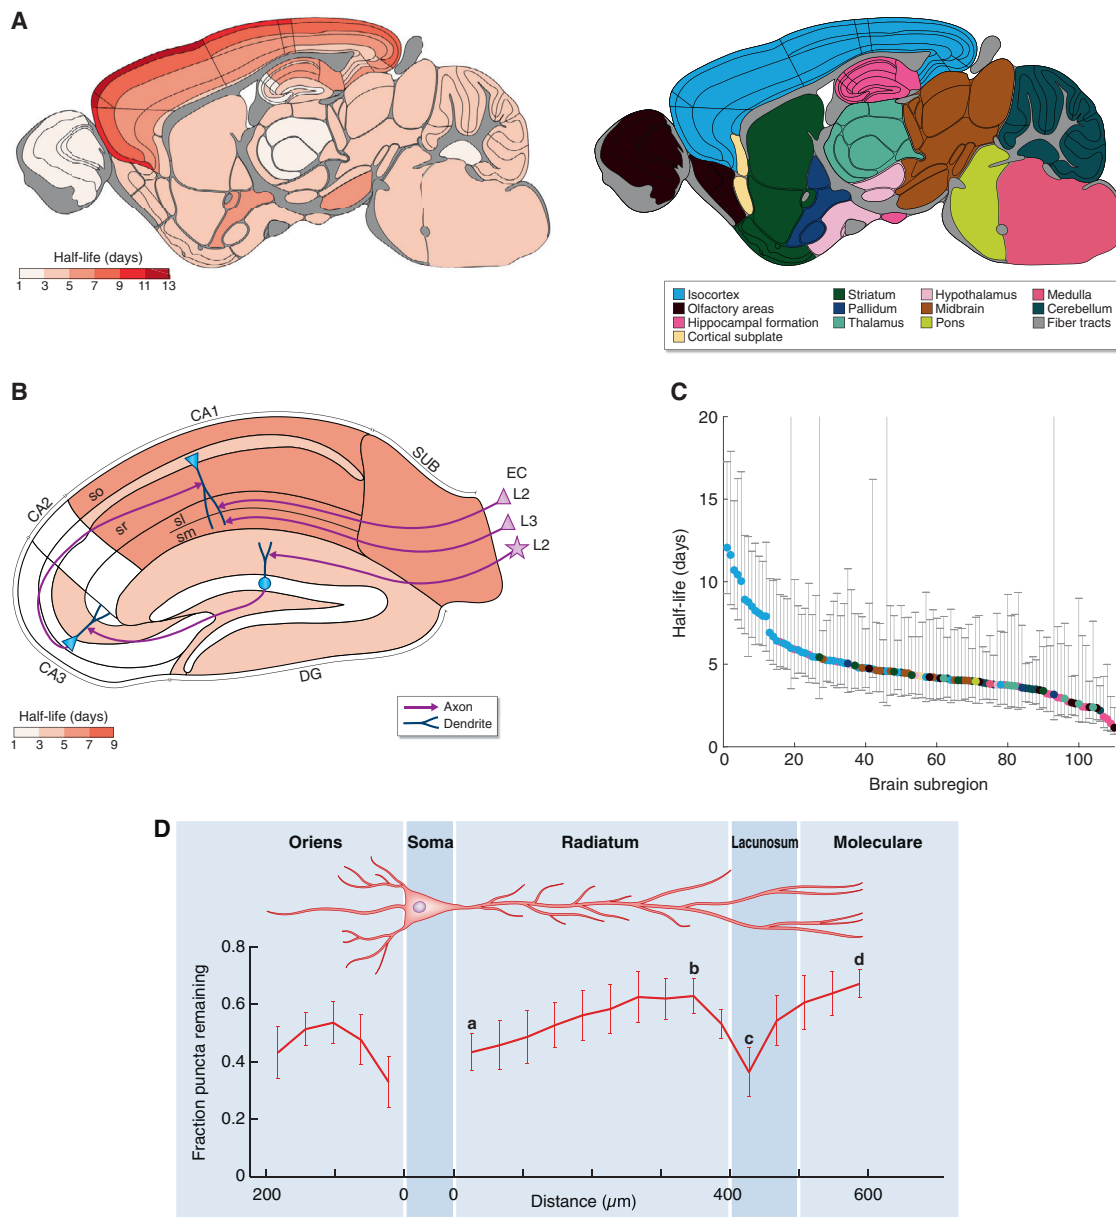 A
Half-life (days)
1 3 5 7 9 11 13
Isocortex
Olfactory areas
Hippocampal formation
Cortical subplate
Striatum
Pallidum
Thalamus
Hypothalamus
Midbrain
Pons
Medulla
Cerebellum
Fiber tracts
B
CA1
CA2
SUB
EC
so
L2
sr
L3
sl
sm
L2
CA3
DG
Half-life (days)
1 3 5 7 9
Axon
Dendrite
C
20
15
10
5
0
Half-life (days)
0 20 40 60 80 100
Brain subregion
D
Oriens Soma Radiatum Lacunosum Moleculare
0.8
0.6
0.4
0.2
0
Fraction puncta remaining
a
b
c
d
200 0 0 400 600
Distance (µm)